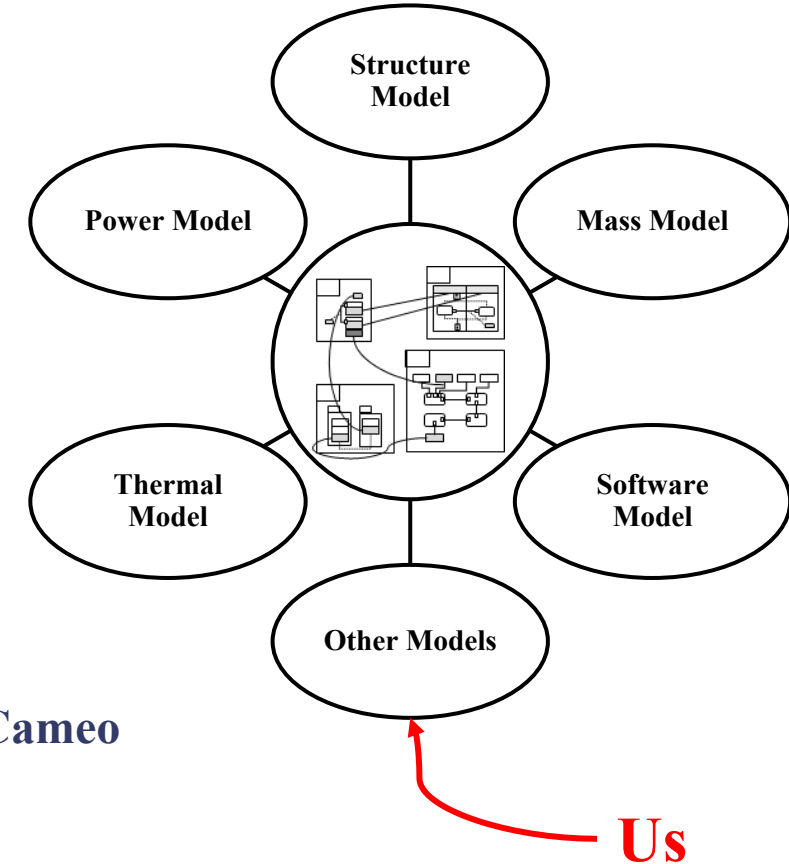 Structure
Model
Power Model
Mass Model
Thermal
Model
Software
Model
Other Models
Cameo
Us